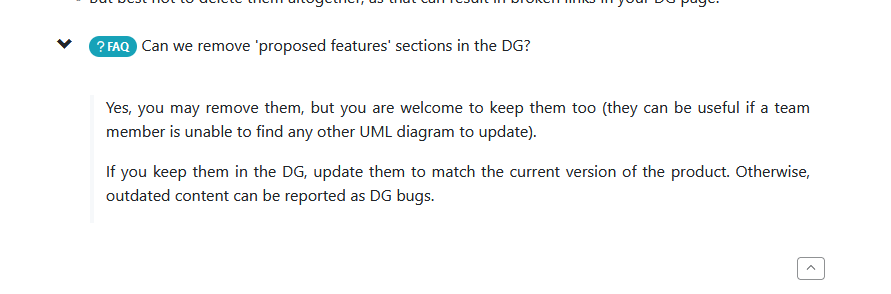 But best not to delete them altogether, as that can result in broken links in your DG page.
? FAQ Can we remove 'proposed features' sections in the DG?
Yes, you may remove them, but you are welcome to keep them too (they can be useful if a team
member is unable to find any other UML diagram to update).
If you keep them in the DG, update them to match the current version of the product. Otherwise,
outdated content can be reported as DG bugs.